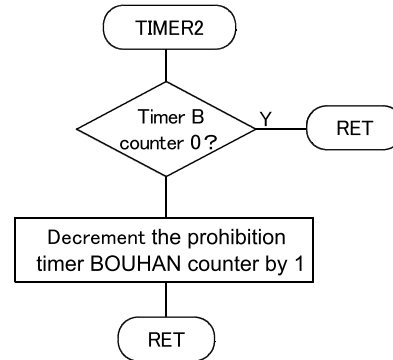 TIMER2
Timer B
counter 0?
Y
RET
Decrement the prohibition
timer BOUHAN counter by 1
RET